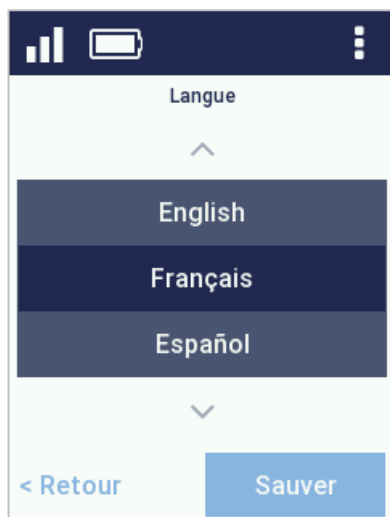 Langue
English
Français
Español
< Retour
Sauver